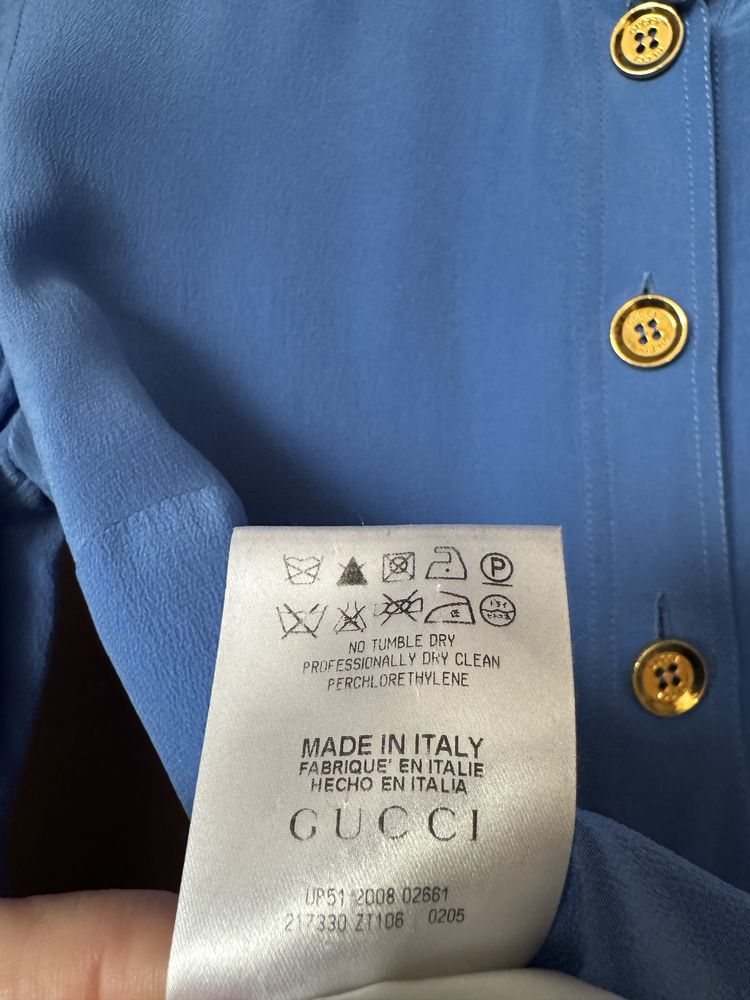 P
NO TUMBLE DRY
PROFESSIONALLY DRY CLEAN
PERCHLORETHYLENE
MADE IN ITALY
FABRIQUE' EN ITALIE
HECHO EN ITALIA
GUCCI
UP51 2008 02661
217330 ZT106 0205